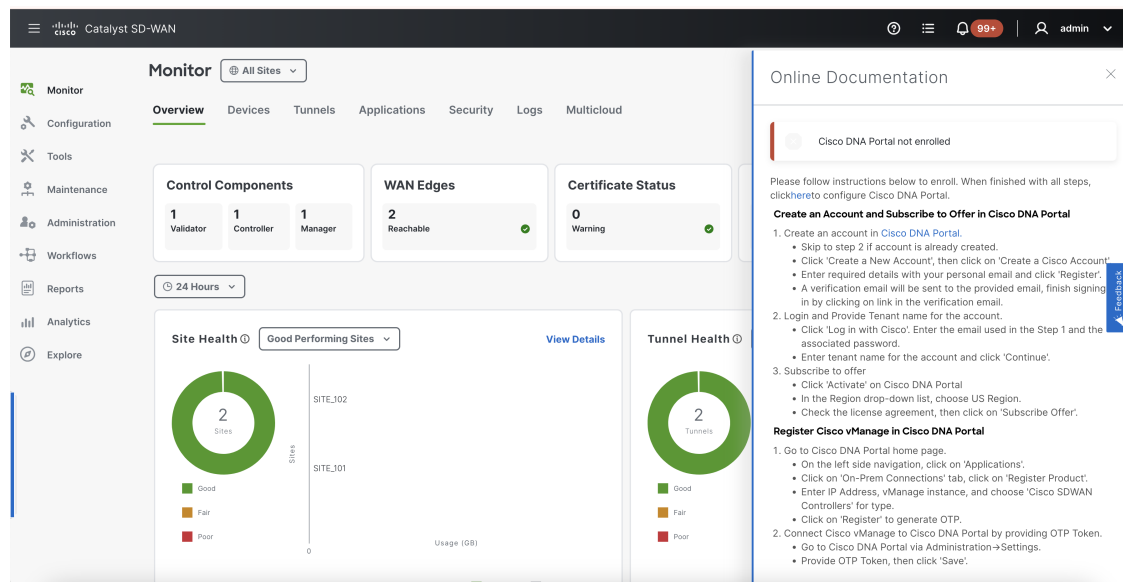 cisco Catalyst SD-WAN
99+
admin
Monitor
Configuration
Tools
Maintenance
Administration
Workflows
Reports
Analytics
Explore
Monitor All Sites
Overview Devices Tunnels Applications Security Logs Multicloud
Control Components
1 1 1
Validator Controller Manager
WAN Edges
2
Reachable
Certificate Status
0
Warning
24 Hours
Site Health Good Performing Sites View Details
2
Sites
Good
Fair
Poor
Sites
SITE_102
SITE_101
0
Usage (GB)
Tunnel Health
2
Tunnels
Good
Fair
Poor
Online Documentation
Cisco DNA Portal not enrolled
Please follow instructions below to enroll. When finished with all steps,
clickhereto configure Cisco DNA Portal.
Create an Account and Subscribe to Offer in Cisco DNA Portal
1. Create an account in Cisco DNA Portal.
• Skip to step 2 if account is already created.
• Click 'Create a New Account', then click on 'Create a Cisco Account'
• Enter required details with your personal email and click 'Register'.
• A verification email will be sent to the provided email, finish signing
in by clicking on link in the verification email.
2. Login and Provide Tenant name for the account.
• Click 'Log in with Cisco'. Enter the email used in the Step 1 and the
associated password.
• Enter tenant name for the account and click 'Continue'.
3. Subscribe to offer
• Click 'Activate' on Cisco DNA Portal
• In the Region drop-down list, choose US Region.
• Check the license agreement, then click on 'Subscribe Offer'.
Register Cisco vManage in Cisco DNA Portal
1. Go to Cisco DNA Portal home page.
• On the left side navigation, click on 'Applications'.
• Click on 'On-Prem Connections' tab, click on 'Register Product'.
• Enter IP Address, vManage instance, and choose 'Cisco SDWAN
Controllers' for type.
• Click on 'Register' to generate OTP.
2. Connect Cisco vManage to Cisco DNA Portal by providing OTP Token.
• Go to Cisco DNA Portal via Administration→Settings.
• Provide OTP Token, then click 'Save'.
Feedback